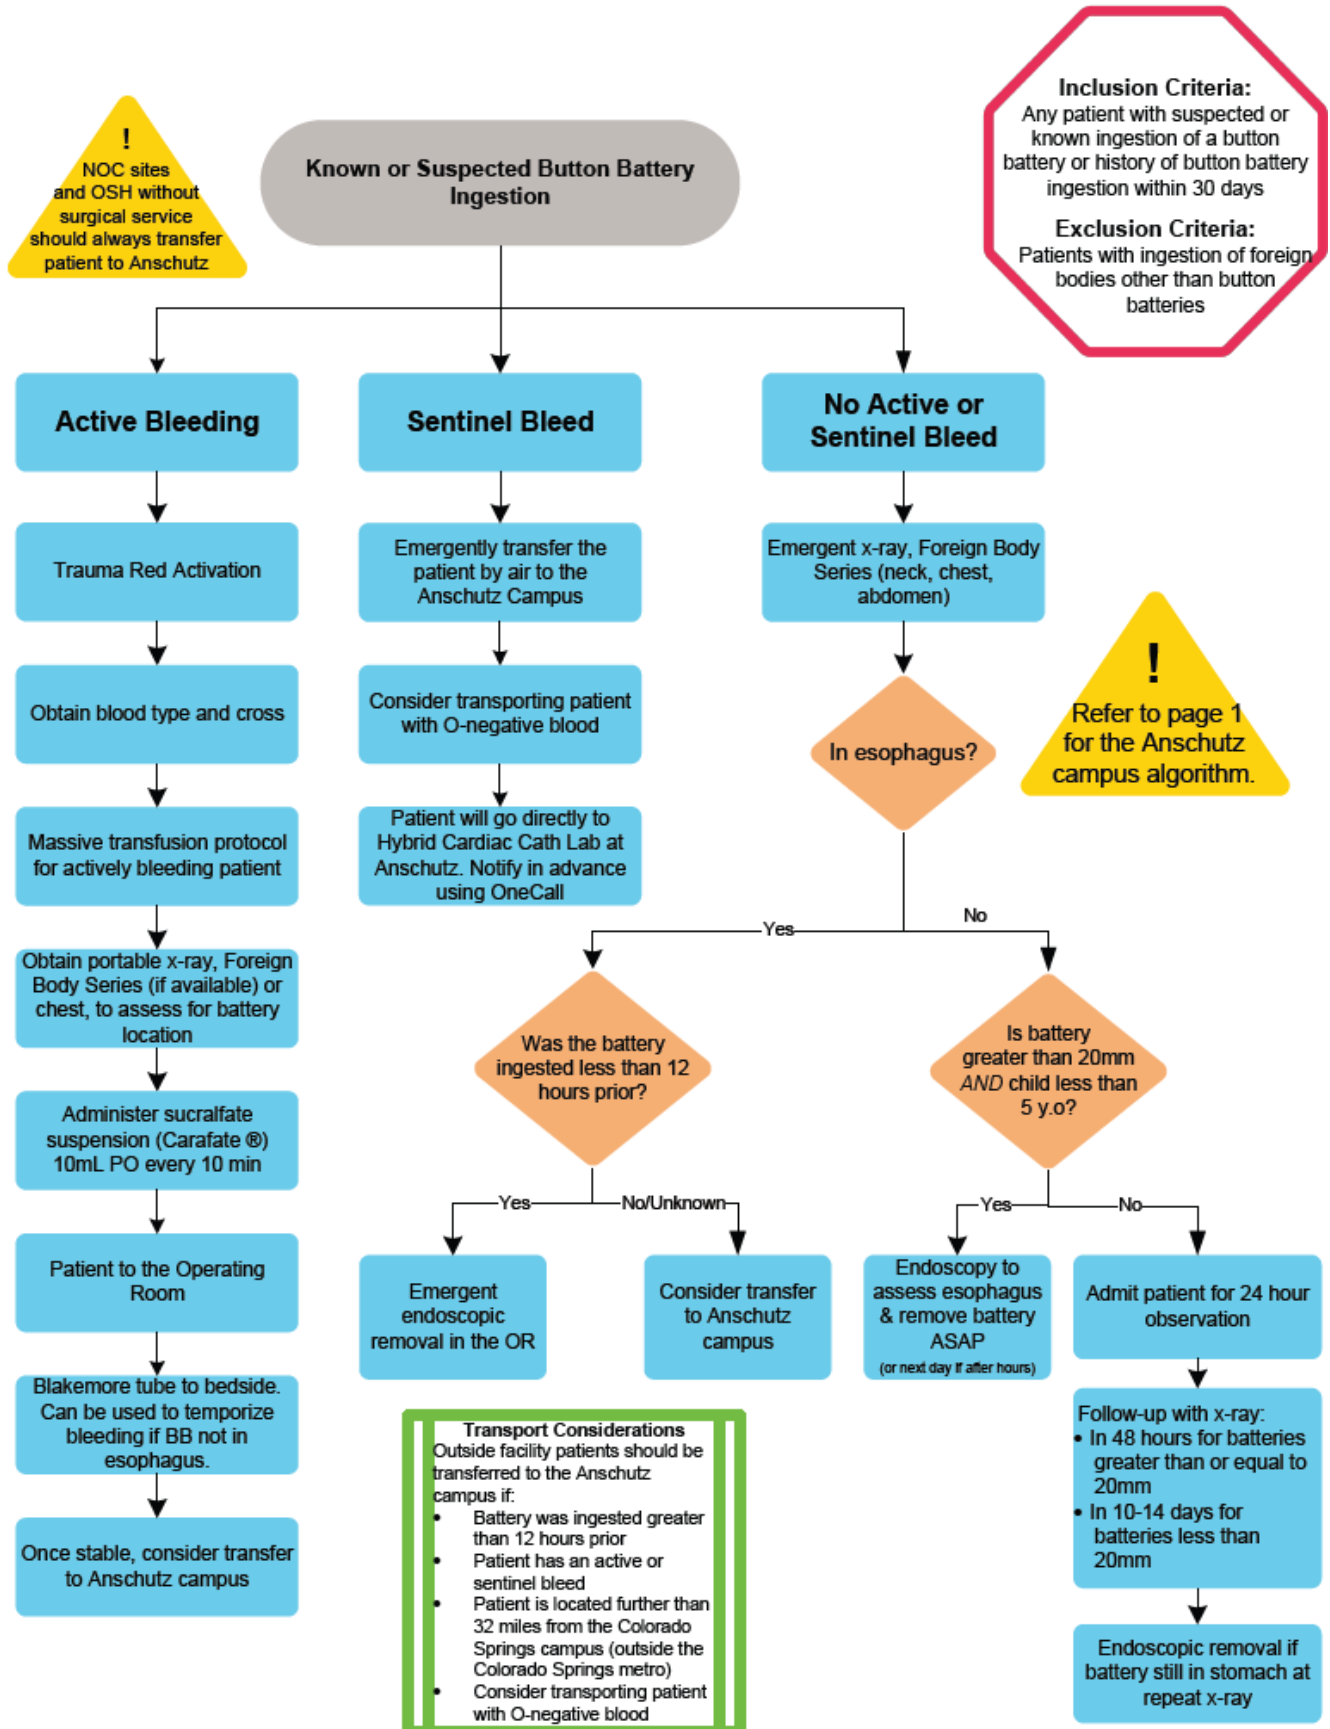 Inclusion Criteria:
Any patient with suspected or
known ingestion of a button
battery or history of button battery
ingestion within 30 days
Exclusion Criteria:
Patients with ingestion of foreign
bodies other than button
batteries
!
NOC sites
and OSH without
surgical service
should always transfer
patient to Anschutz
Known or Suspected Button Battery
Ingestion
Active Bleeding
Sentinel Bleed
No Active or
Sentinel Bleed
Trauma Red Activation
Obtain blood type and cross
Massive transfusion protocol
for actively bleeding patient
Obtain portable x-ray, Foreign
Body Series (if available) or
chest, to assess for battery
location
Administer sucralfate
suspension (Carafate ®)
10mL PO every 10 min
Patient to the Operating
Room
Blakemore tube to bedside.
Can be used to temporize
bleeding if BB not in
esophagus.
Once stable, consider transfer
to Anschutz campus
Emergently transfer the
patient by air to the
Anschutz Campus
Consider transporting patient
with O-negative blood
Patient will go directly to
Hybrid Cardiac Cath Lab at
Anschutz. Notify in advance
using OneCall
Emergent x-ray, Foreign Body
Series (neck, chest,
abdomen)
!
Refer to page 1
for the Anschutz
campus algorithm.
In esophagus?
Yes
No
Was the battery
ingested less than 12
hours prior?
Is battery
greater than 20mm
AND child less than
5 y.o?
Yes
No/Unknown
Yes
No
Emergent
endoscopic
removal in the OR
Consider transfer
to Anschutz
campus
Endoscopy to
assess esophagus
& remove battery
ASAP
(or next day if after hours)
Admit patient for 24 hour
observation
Follow-up with x-ray:
• In 48 hours for batteries
greater than or equal to
20mm
• In 10-14 days for
batteries less than
20mm
Endoscopic removal if
battery still in stomach at
repeat x-ray
Transport Considerations
Outside facility patients should be
transferred to the Anschutz
campus if:
• Battery was ingested greater
than 12 hours prior
• Patient has an active or
sentinel bleed
• Patient is located further than
32 miles from the Colorado
Springs campus (outside the
Colorado Springs metro)
• Consider transporting patient
with O-negative blood